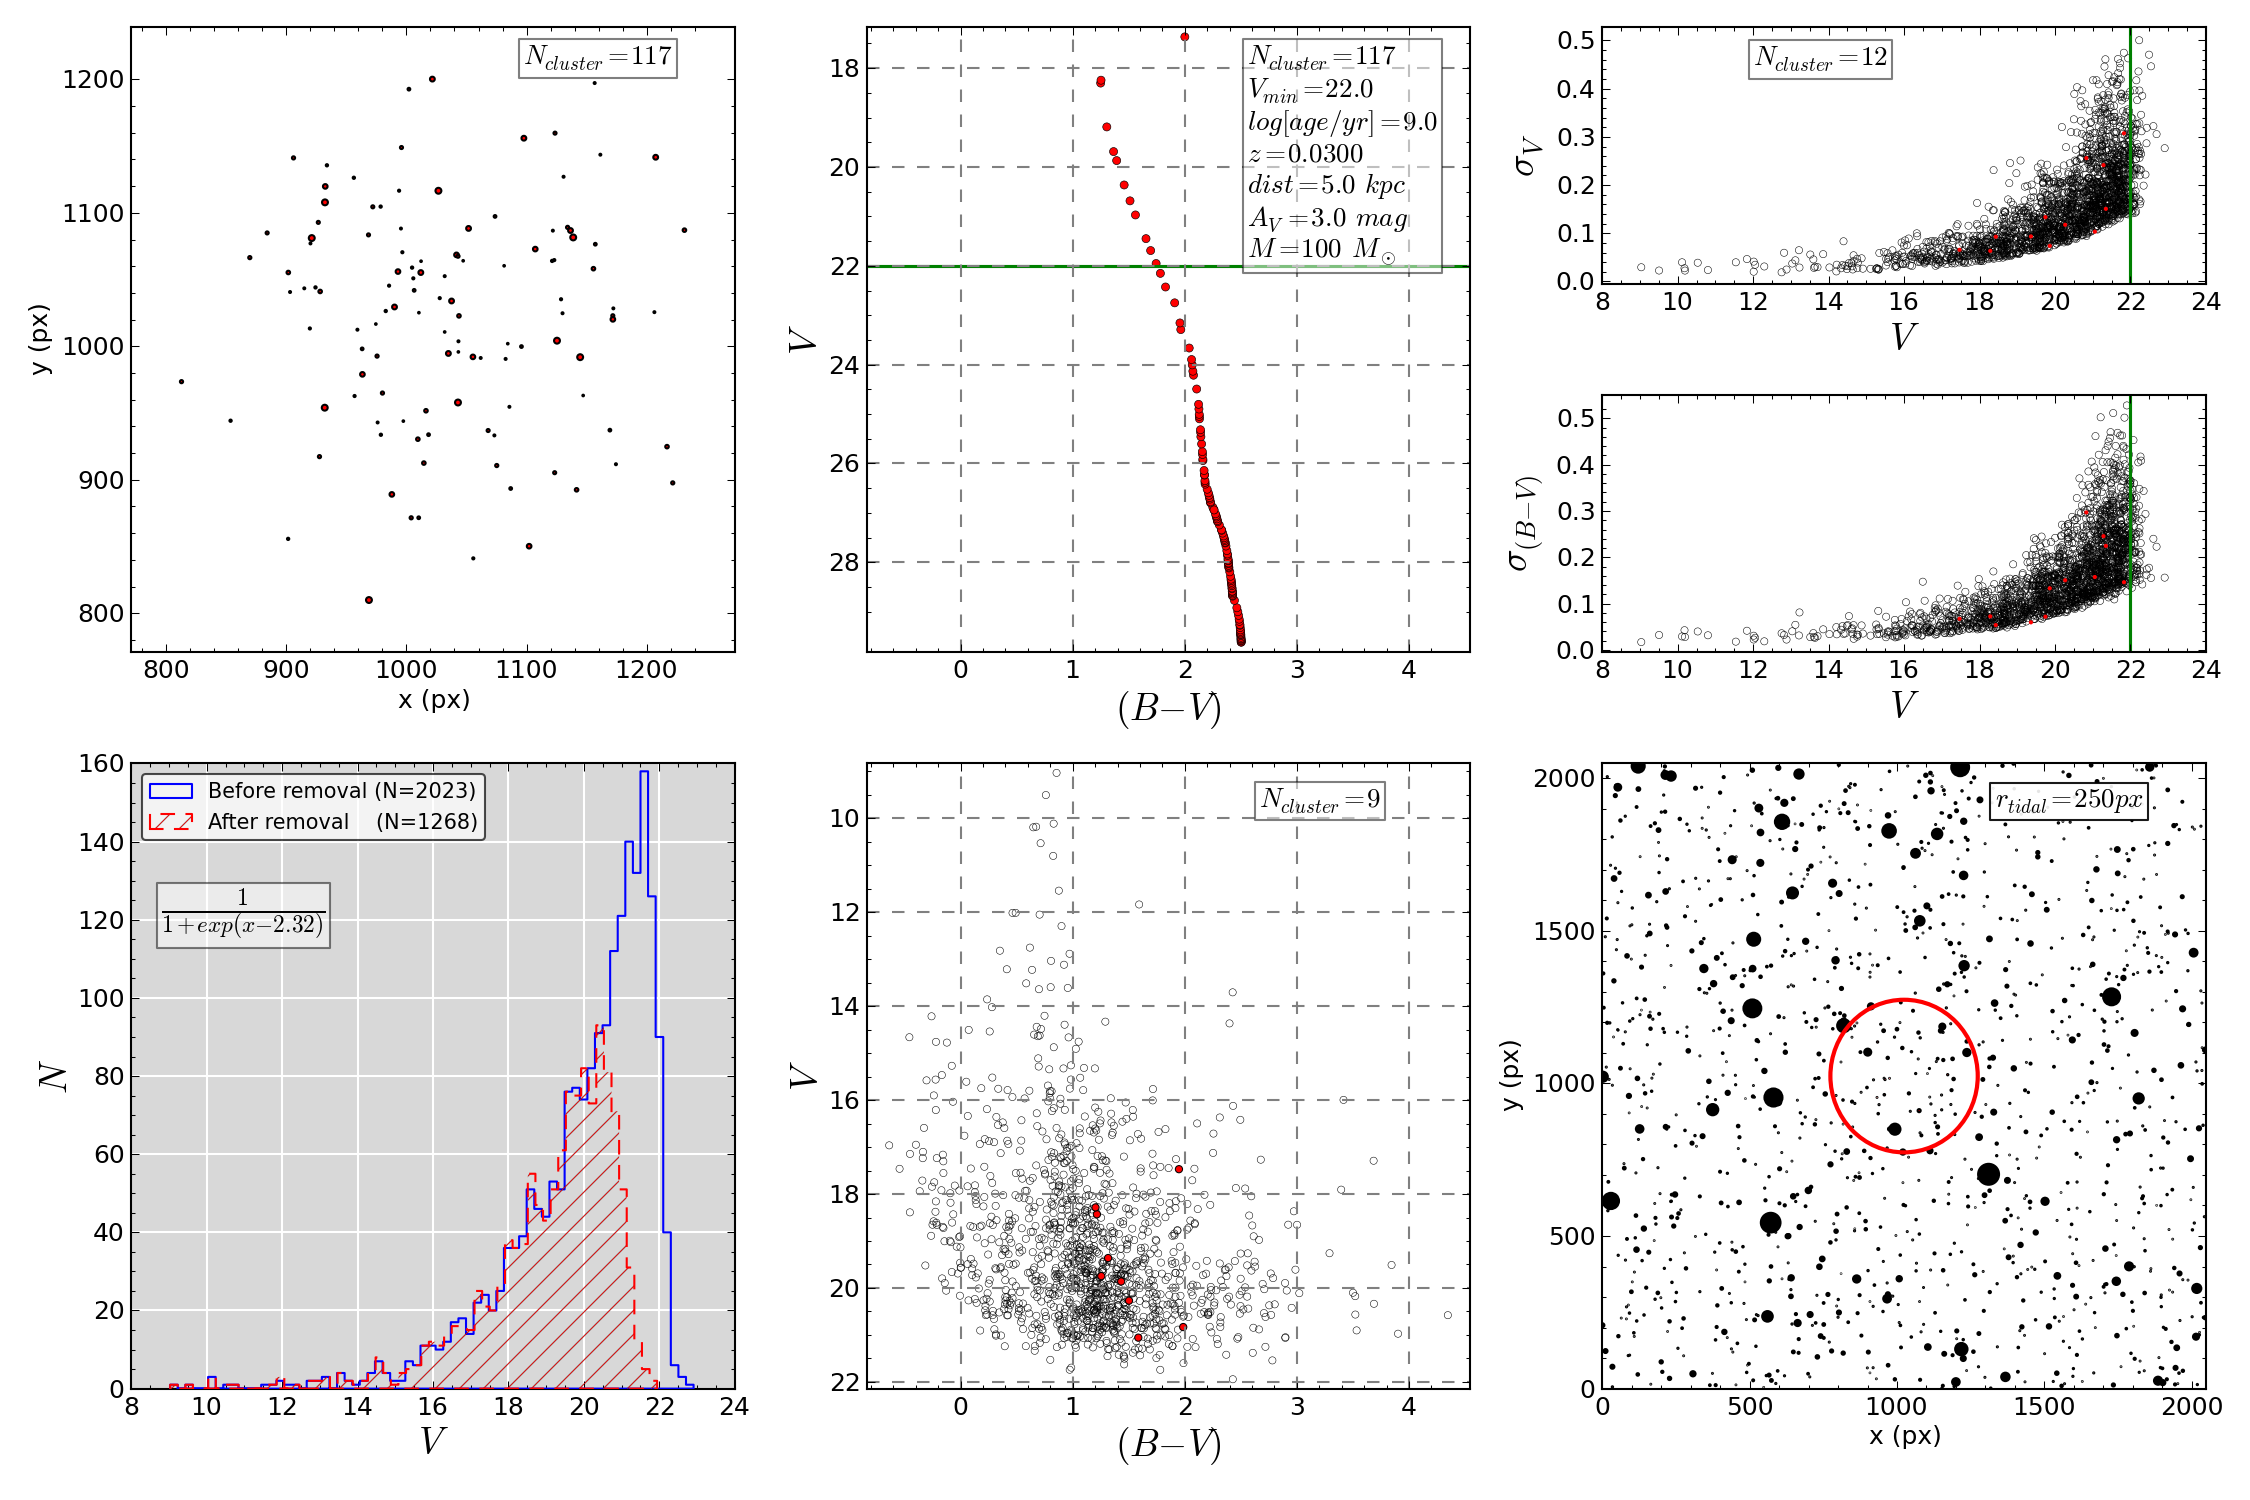 N_cluster=117
1200
1100
1000
900
800
y (px)
800 900 1000 1100 1200
x (px)
N_cluster=117
V_min=22.0
log[age/yr]=9.0
z=0.0300
dist=5.0 kpc
A_V=3.0 mag
M=100 M_⊙
18
20
22
24
26
28
V
0 1 2 3 4
(B−V)
N_cluster=12
0.5
0.4
0.3
0.2
0.1
0.0
σ_V
8 10 12 14 16 18 20 22 24
V
0.5
0.4
0.3
0.2
0.1
0.0
σ_(B−V)
8 10 12 14 16 18 20 22 24
V
Before removal (N=2023)
After removal (N=1268)
1
1+exp(x−2.32)
160
140
120
100
80
60
40
20
0
N
8 10 12 14 16 18 20 22 24
V
N_cluster=9
10
12
14
16
18
20
22
V
0 1 2 3 4
(B−V)
r_tidal=250px
2000
1500
1000
500
0
y (px)
0 500 1000 1500 2000
x (px)